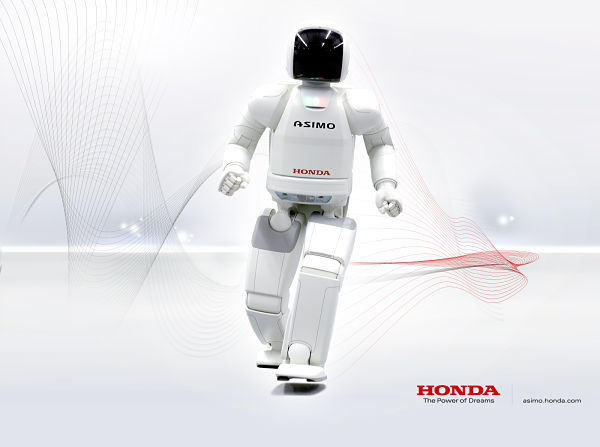 ASIMO
HONDA
HONDA
The Power of Dreams
asimo.honda.com